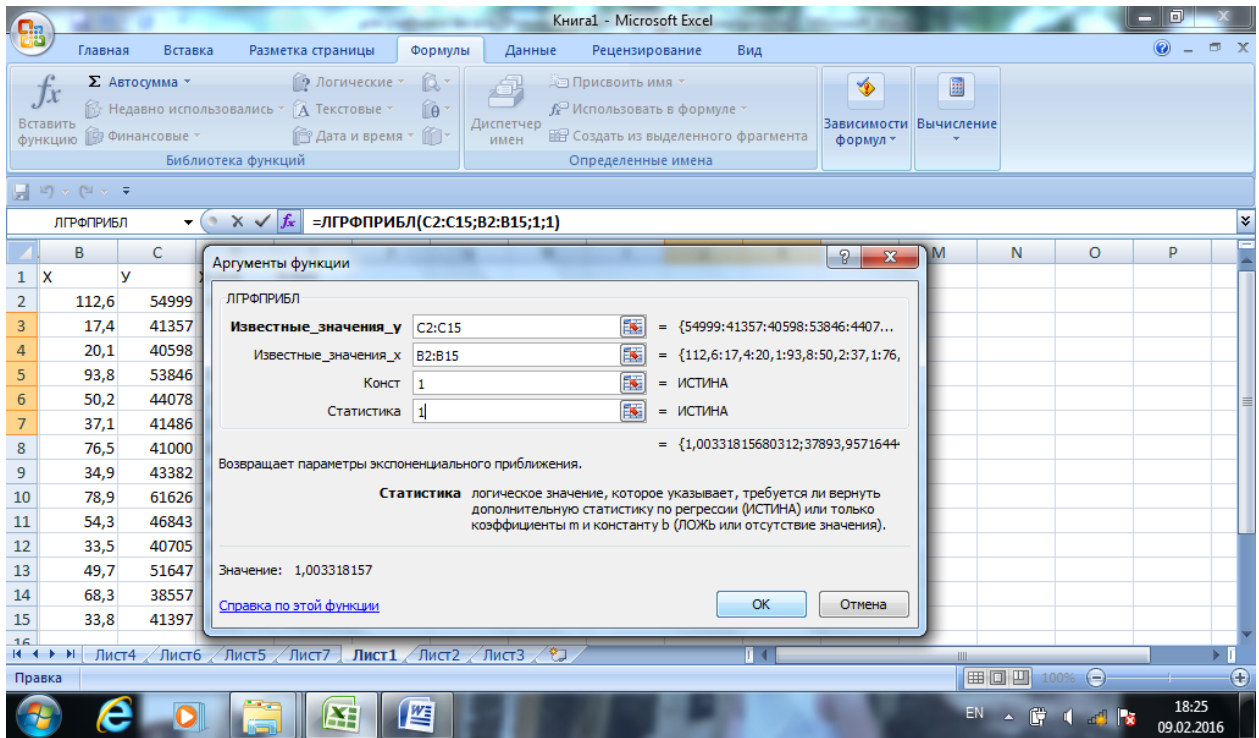 Книга1 - Microsoft Excel
Главная Вставка Разметка страницы Формулы Данные Рецензирование Вид
fx Вставить функцию
Σ Автосумма
Недавно использовались
Финансовые
Логические
Текстовые
Дата и время
Библиотека функций
Диспетчер имен
Присвоить имя
Использовать в формуле
Создать из выделенного фрагмента
Определенные имена
Зависимости формул
Вычисление
ЛГРФПРИБЛ fx =ЛГРФПРИБЛ(C2:C15;B2:B15;1;1)
B C M N O P
1 X У
2 112,6 54999
3 17,4 41357
4 20,1 40598
5 93,8 53846
6 50,2 44078
7 37,1 41486
8 76,5 41000
9 34,9 43382
10 78,9 61626
11 54,3 46843
12 33,5 40705
13 49,7 51647
14 68,3 38557
15 33,8 41397
16
Аргументы функции
ЛГРФПРИБЛ
Известные_значения_y C2:C15 = {54999:41357:40598:53846:4407...
Известные_значения_x B2:B15 = {112,6:17,4:20,1:93,8:50,2:37,1:76,
Конст 1 = ИСТИНА
Статистика 1 = ИСТИНА
= {1,00331815680312;37893,9571644
Возвращает параметры экспоненциального приближения.
Статистика логическое значение, которое указывает, требуется ли вернуть
дополнительную статистику по регрессии (ИСТИНА) или только
коэффициенты m и константу b (ЛОЖЬ или отсутствие значения).
Значение: 1,003318157
Справка по этой функции
OK Отмена
Лист4 Лист6 Лист5 Лист7 Лист1 Лист2 Лист3
Правка 100%
EN 18:25
09.02.2016